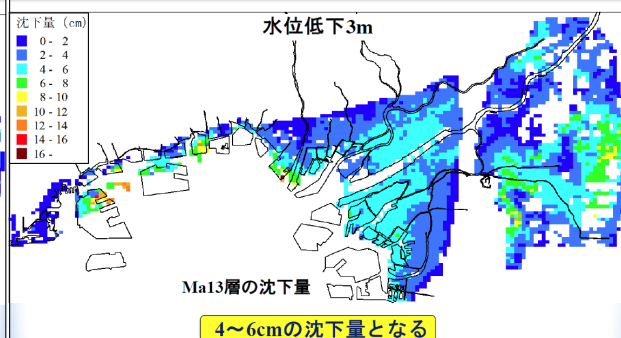 沈下量 (cm)
0 - 2
2 - 4
4 - 6
6 - 8
8 - 10
10 - 12
12 - 14
14 - 16
16 -
水位低下3m
Ma13層の沈下量
4～6cmの沈下量となる